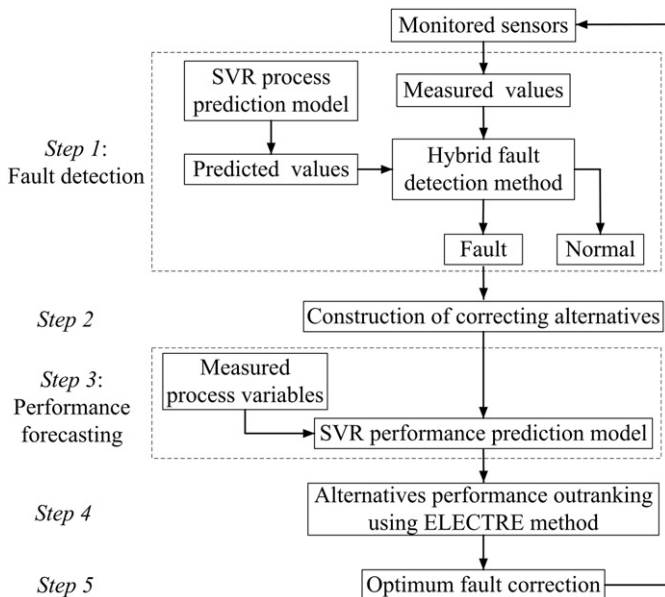 Monitored sensors
SVR process
prediction model
Measured values
Step 1:
Fault detection
Predicted values
Hybrid fault
detection method
Fault
Normal
Step 2
Construction of correcting alternatives
Step 3:
Performance
forecasting
Measured
process variables
SVR performance prediction model
Step 4
Alternatives performance outranking
using ELECTRE method
Step 5
Optimum fault correction